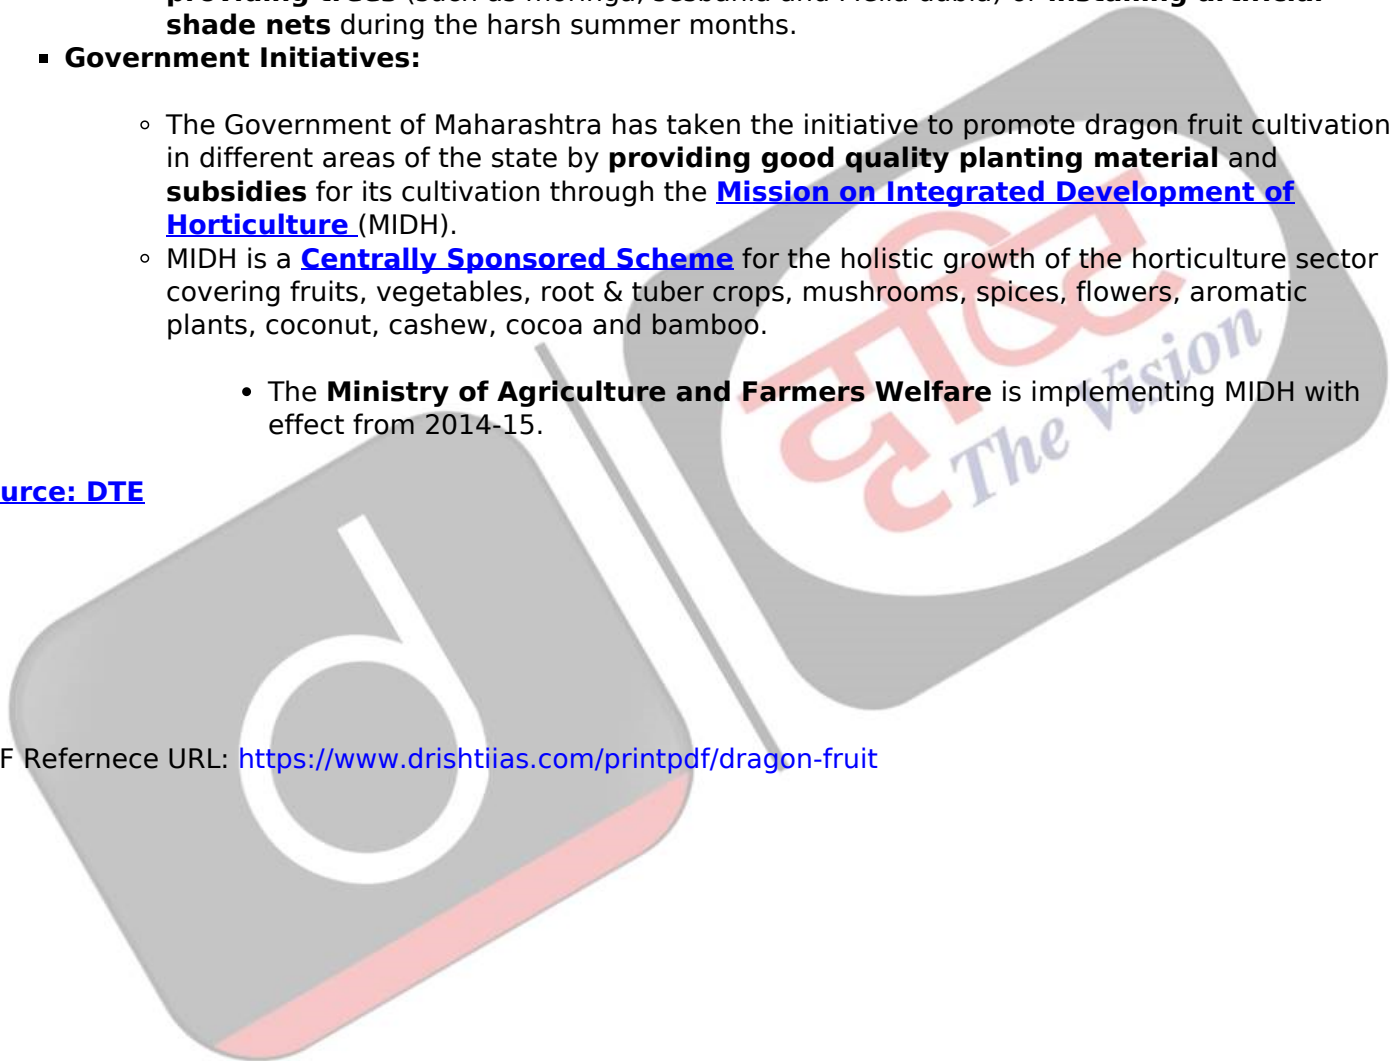 shade nets during the harsh summer months.
▪ Government Initiatives:
◦ The Government of Maharashtra has taken the initiative to promote dragon fruit cultivation
in different areas of the state by providing good quality planting material and
subsidies for its cultivation through the Mission on Integrated Development of
Horticulture (MIDH).
◦ MIDH is a Centrally Sponsored Scheme for the holistic growth of the horticulture sector
covering fruits, vegetables, root & tuber crops, mushrooms, spices, flowers, aromatic
plants, coconut, cashew, cocoa and bamboo.
• The Ministry of Agriculture and Farmers Welfare is implementing MIDH with
effect from 2014-15.
urce: DTE
F Refernece URL: https://www.drishtiias.com/printpdf/dragon-fruit
दृष्टि
The Vision
d